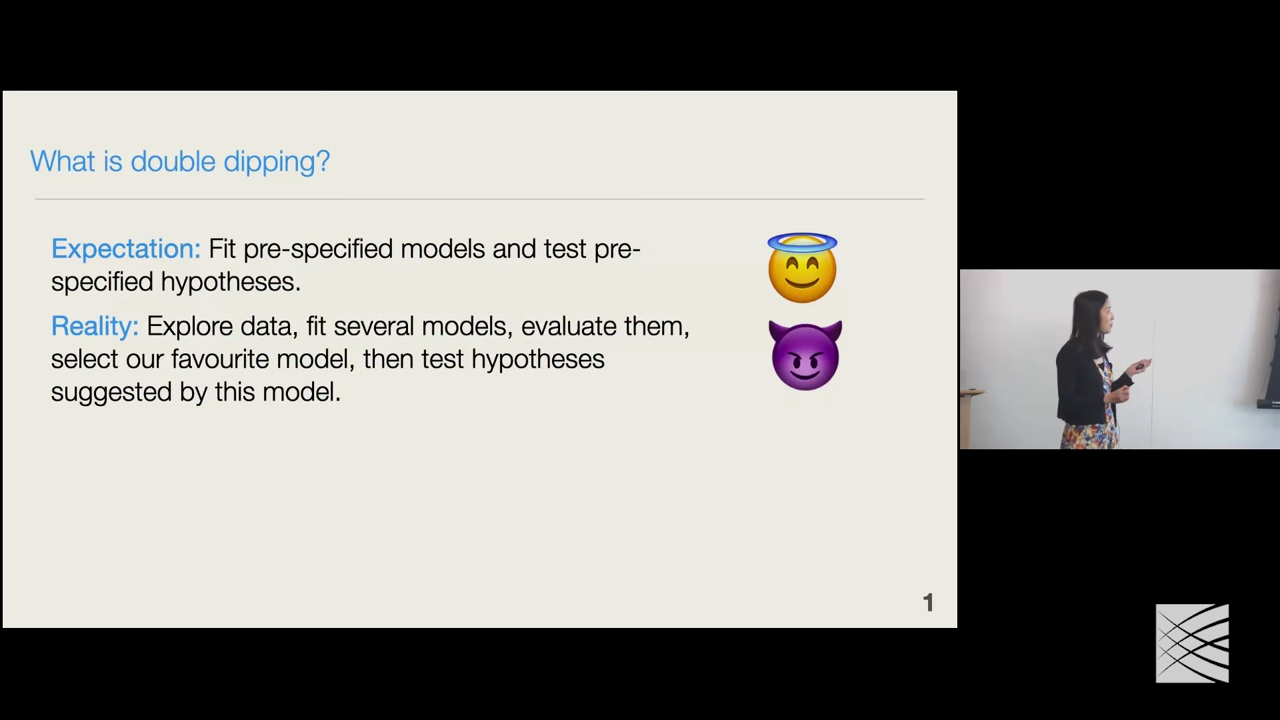 What is double dipping?
Expectation: Fit pre-specified models and test pre-
specified hypotheses.
Reality: Explore data, fit several models, evaluate them,
select our favourite model, then test hypotheses
suggested by this model.
1